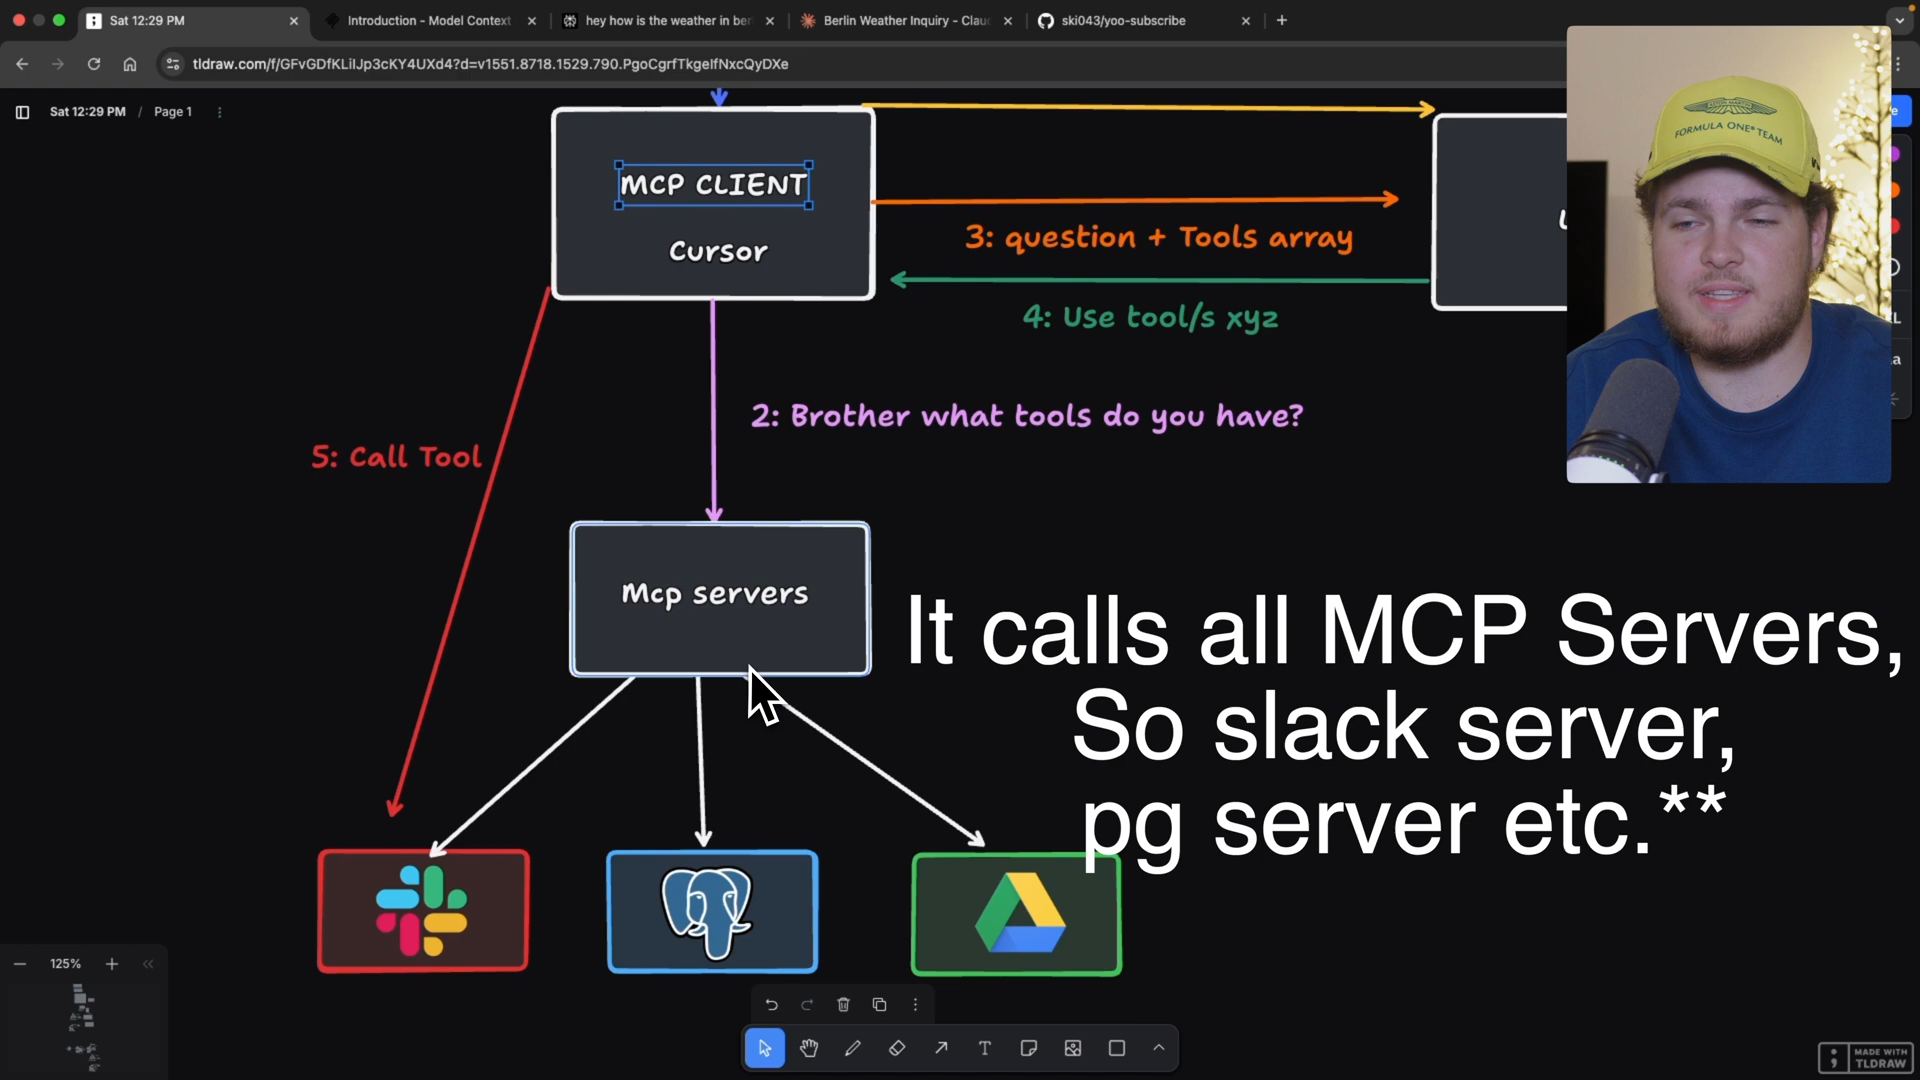 Sat 12:29 PM
Introduction - Model Context
hey how is the weather in ber
Berlin Weather Inquiry - Clau
ski043/yoo-subscribe
tldraw.com/f/GFvGDfKLiIJp3cKY4UXd4?d=v1551.8718.1529.790.PgoCgrfTkgeIfNxcQyDXe
Sat 12:29 PM / Page 1
FORMULA ONE TEAM
MCP CLIENT
Cursor
3: question + Tools array
4: Use tool/s xyz
2: Brother what tools do you have?
5: Call Tool
Mcp servers
It calls all MCP Servers,
So slack server,
pg server etc.**
125%
MADE WITH
TLDRAW